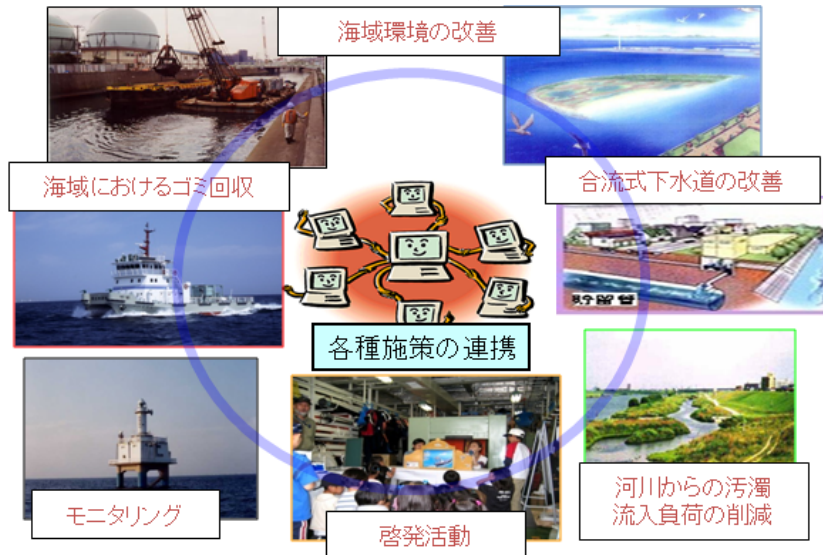 海域環境の改善
海域におけるゴミ回収
合流式下水道の改善
貯留管
各種施策の連携
モニタリング
啓発活動
河川からの汚濁
流入負荷の削減